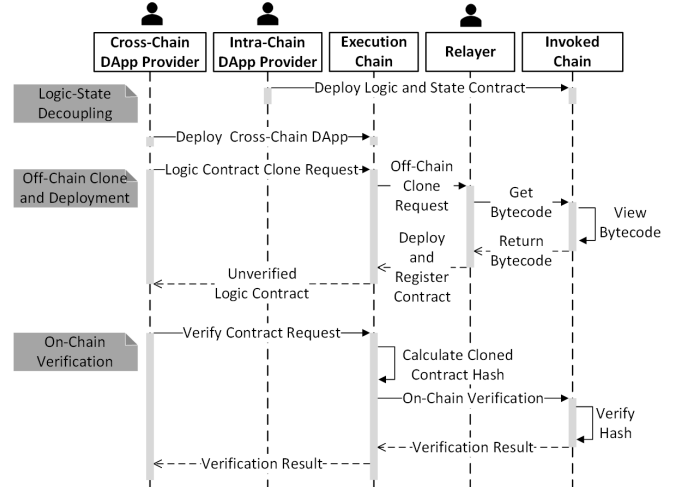 Cross-Chain
DApp Provider
Intra-Chain
DApp Provider
Execution
Chain
Relayer
Invoked
Chain
Logic-State
Decoupling
Deploy Logic and State Contract
Deploy Cross-Chain DApp
Off-Chain Clone
and Deployment
Logic Contract Clone Request
Off-Chain
Clone
Request
Get
Bytecode
View
Bytecode
Return
Bytecode
Deploy
and
Register
Contract
Unverified
Logic Contract
On-Chain
Verification
Verify Contract Request
Calculate Cloned
Contract Hash
On-Chain Verification
Verify
Hash
Verification Result
Verification Result